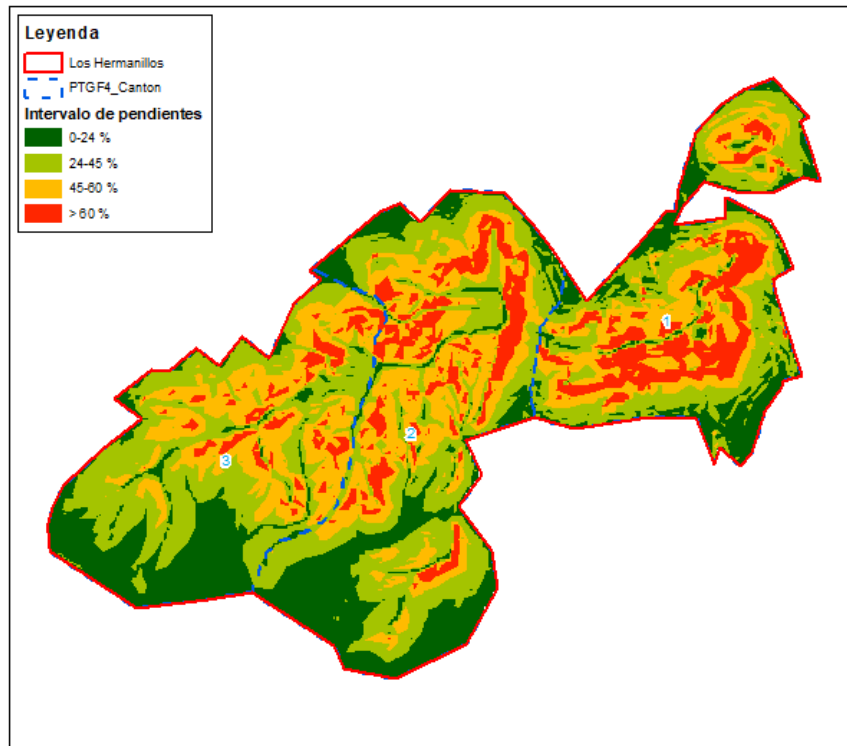 Leyenda
Los Hermanillos
PTGF4_Canton
Intervalo de pendientes
0-24 %
24-45 %
45-60 %
>60 %
1
2
3